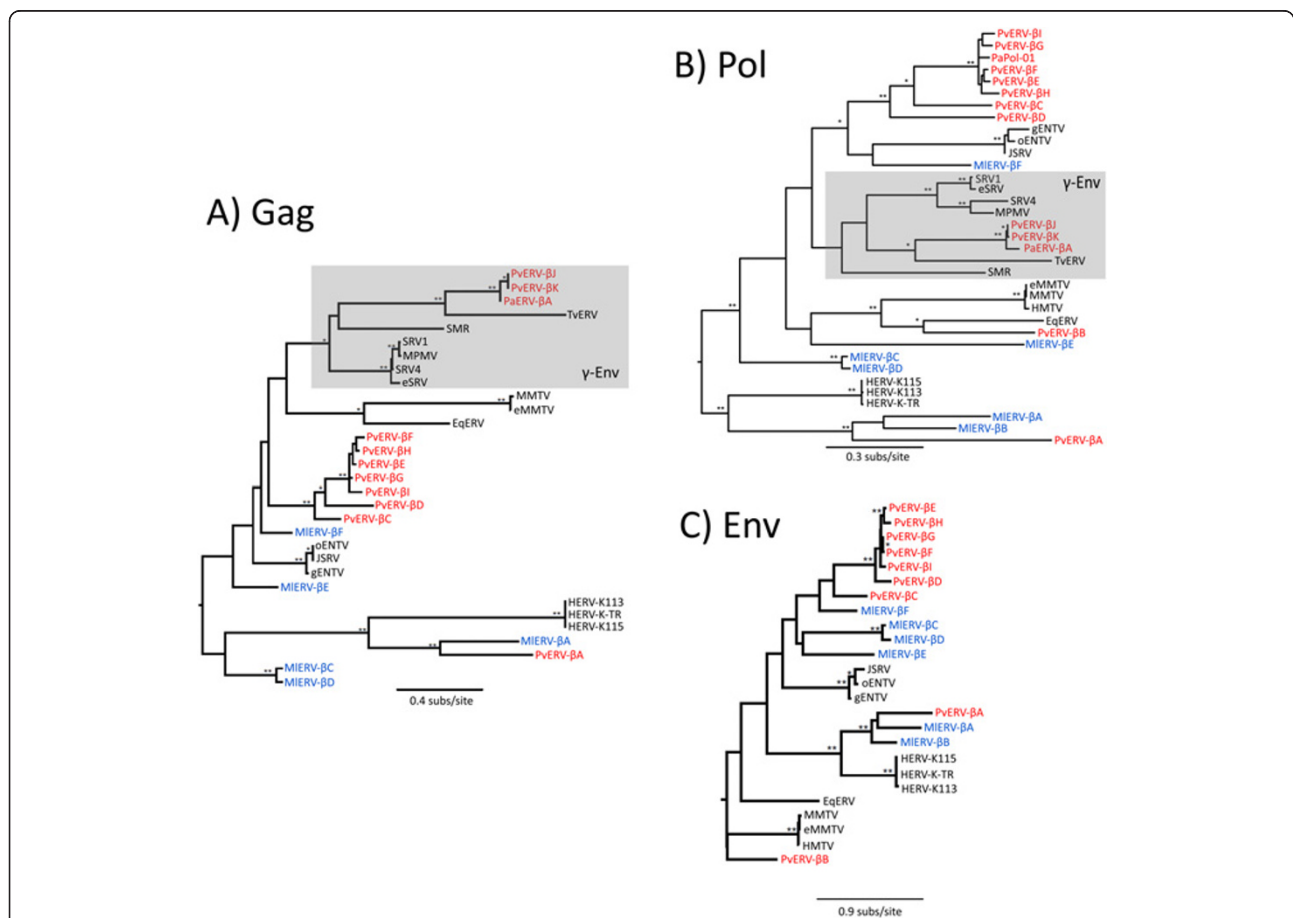 A) Gag
PvERV-βJ
PvERV-βK
PaERV-βA
TvERV
SMR
SRV1
MPMV
SRV4
eSRV
γ-Env
MMTV
eMMTV
EqERV
PvERV-βF
PvERV-βH
PvERV-βE
PvERV-βG
PvERV-βI
PvERV-βD
PvERV-βC
MlERV-βF
oENTV
JSRV
gENTV
MlERV-βE
HERV-K113
HERV-K-TR
HERV-K115
MlERV-βA
PvERV-βA
MlERV-βC
MlERV-βD
0.4 subs/site
B) Pol
PvERV-βI
PvERV-βG
PaPol-01
PvERV-βF
PvERV-βE
PvERV-βH
PvERV-βC
PvERV-βD
gENTV
oENTV
JSRV
MlERV-βF
γ-Env
SRV1
eSRV
SRV4
MPMV
PvERV-βJ
PvERV-βK
PaERV-βA
TvERV
SMR
eMMTV
MMTV
HMTV
EqERV
PvERV-βB
MlERV-βE
MlERV-βC
MlERV-βD
HERV-K115
HERV-K113
HERV-K-TR
MlERV-βA
MlERV-βB
PvERV-βA
0.3 subs/site
C) Env
PvERV-βE
PvERV-βH
PvERV-βG
PvERV-βF
PvERV-βI
PvERV-βD
PvERV-βC
MlERV-βF
MlERV-βC
MlERV-βD
MlERV-βE
JSRV
oENTV
gENTV
PvERV-βA
MlERV-βA
MlERV-βB
HERV-K115
HERV-K-TR
HERV-K113
EqERV
MMTV
eMMTV
HMTV
PvERV-βB
0.9 subs/site